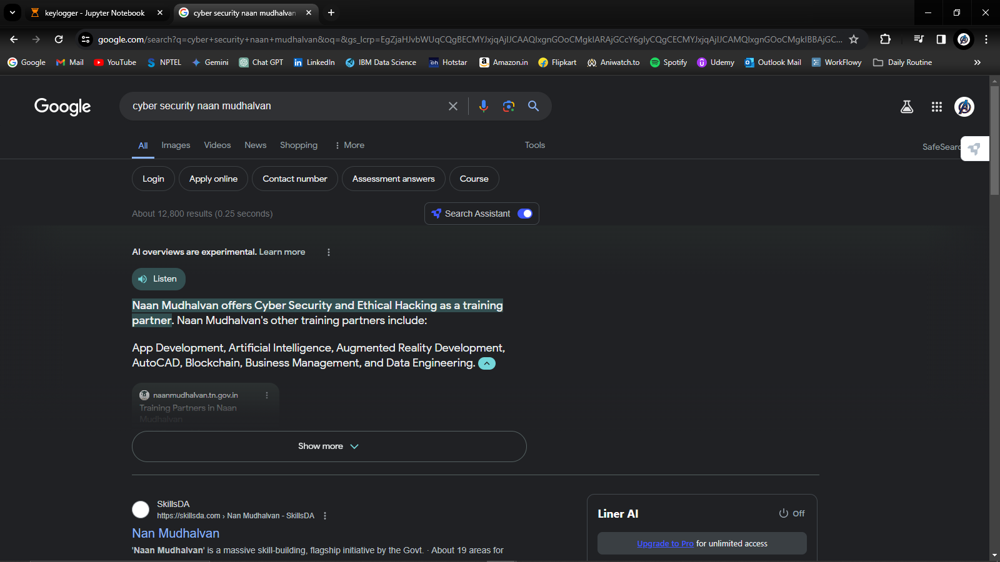 keylogger - Jupyter Notebook
cyber security naan mudhalvan
google.com/search?q=cyber+security+naan+mudhalvan&oq=&gs_lcrp=EgZjaHJvbWUqCQgBECMYJxjqAjIJCAAQIxgnGOoCMgkIARAjGCcY6gIyCQgCECMYJxjqAjIJCAMQIxgnGOoCMgkIBBAjGC...
Google
Mail
YouTube
NPTEL
Gemini
Chat GPT
LinkedIn
IBM Data Science
Hotstar
Amazon.in
Flipkart
Aniwatch.to
Spotify
Udemy
Outlook Mail
WorkFlowy
Daily Routine
Google
cyber security naan mudhalvan
All
Images
Videos
News
Shopping
More
Tools
SafeSearc
Login
Apply online
Contact number
Assessment answers
Course
About 12,800 results (0.25 seconds)
Search Assistant
AI overviews are experimental. Learn more
Listen
Naan Mudhalvan offers Cyber Security and Ethical Hacking as a training
partner. Naan Mudhalvan's other training partners include:
App Development, Artificial Intelligence, Augmented Reality Development,
AutoCAD, Blockchain, Business Management, and Data Engineering.
naanmudhalvan.tn.gov.in
Training Partners in Naan
Mudhalvan
Show more
SkillsDA
https://skillsda.com › Nan Mudhalvan - SkillsDA
Nan Mudhalvan
'Naan Mudhalvan' is a massive skill-building, flagship initiative by the Govt. · About 19 areas for
Liner AI
Off
Upgrade to Pro for unlimited access